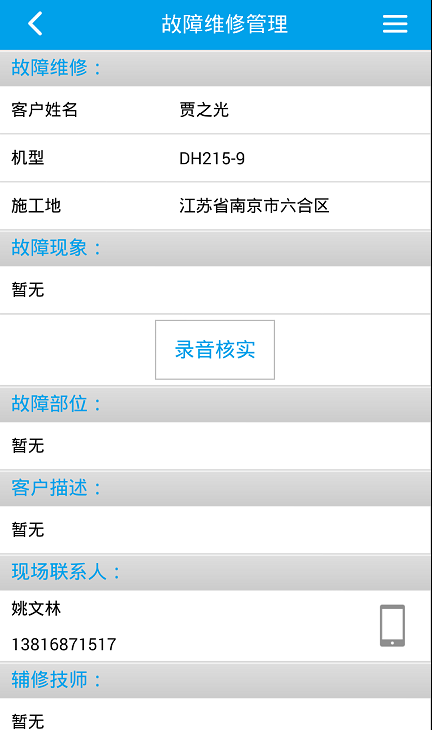 故障维修管理
故障维修：
客户姓名 贾之光
机型 DH215-9
施工地 江苏省南京市六合区
故障现象：
暂无
录音核实
故障部位：
暂无
客户描述：
暂无
现场联系人：
姚文林
13816871517
辅修技师：
暂无